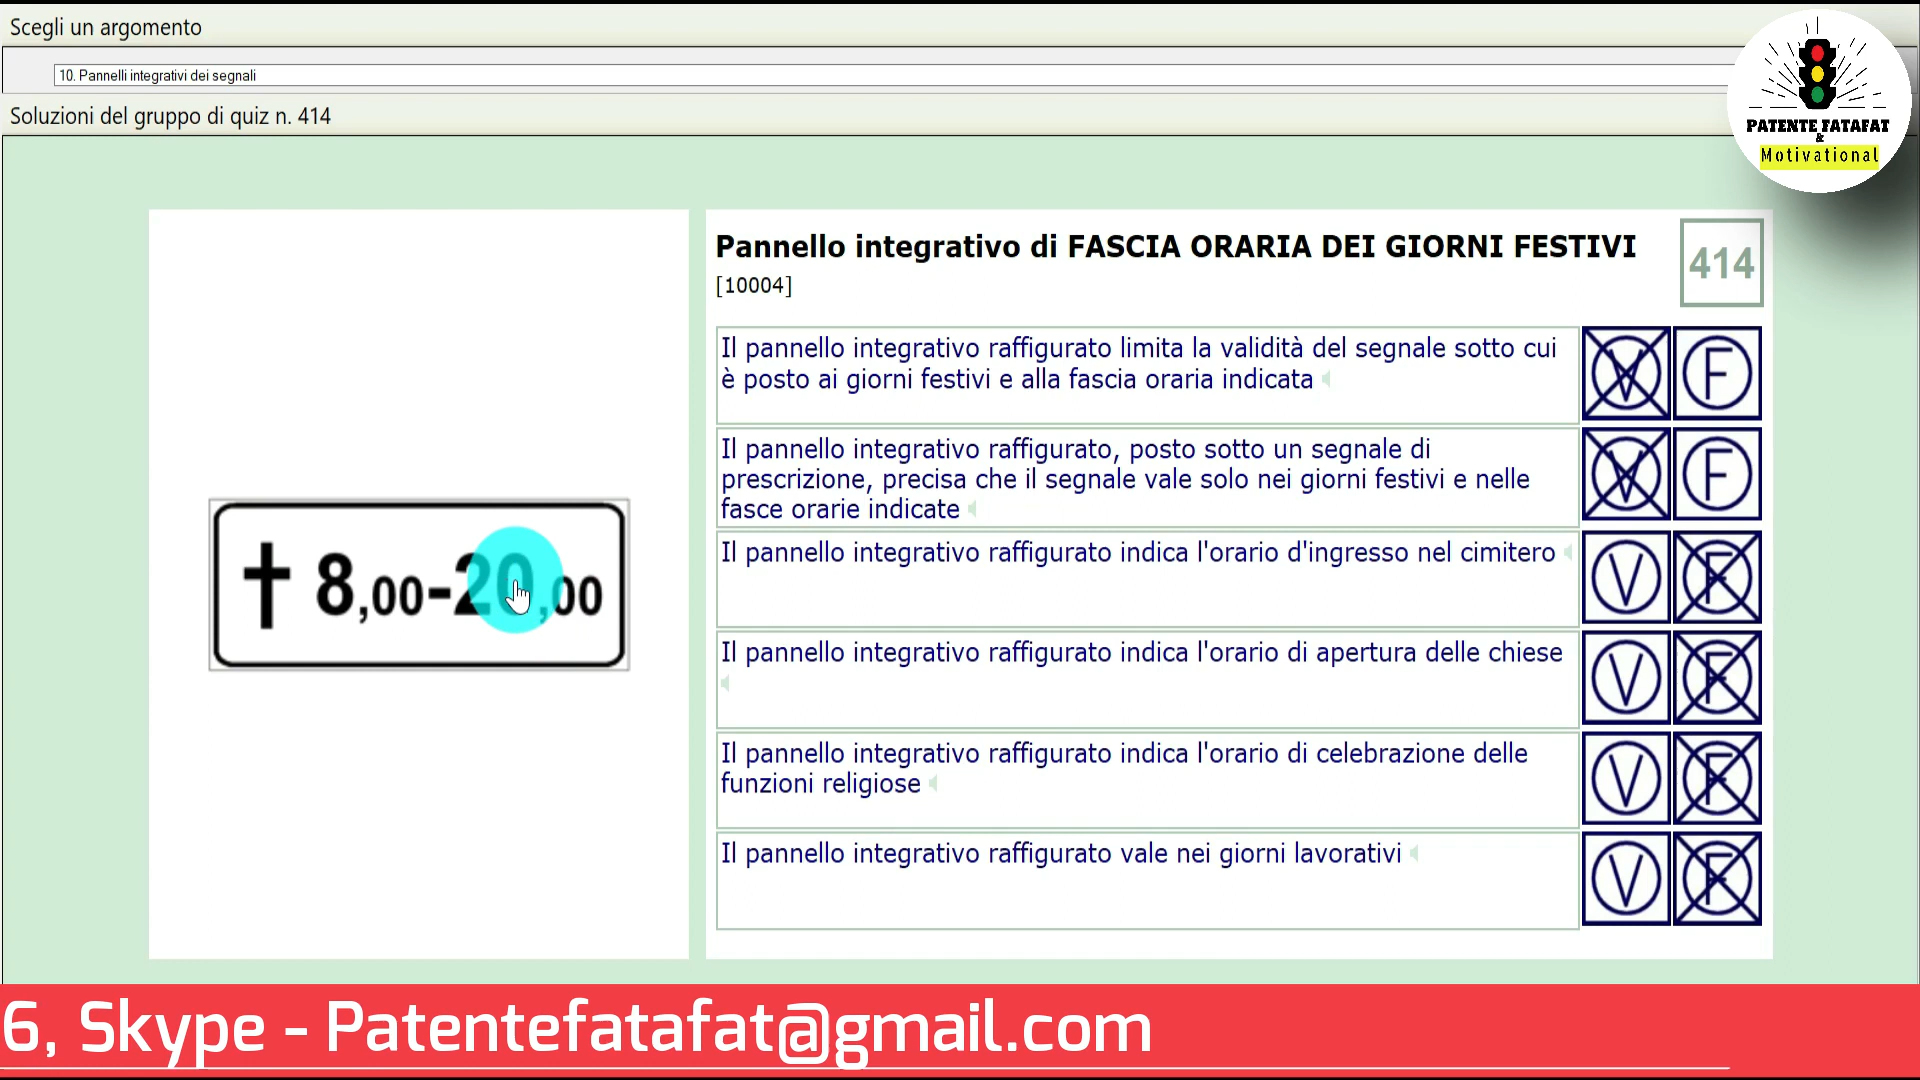 Scegli un argomento
10. Pannelli integrativi dei segnali
Soluzioni del gruppo di quiz n. 414
PATENTE FATAFAT
&
Motivational
✝ 8,00-20,00
Pannello integrativo di FASCIA ORARIA DEI GIORNI FESTIVI
[10004]
414
Il pannello integrativo raffigurato limita la validità del segnale sotto cui
è posto ai giorni festivi e alla fascia oraria indicata
V F
Il pannello integrativo raffigurato, posto sotto un segnale di
prescrizione, precisa che il segnale vale solo nei giorni festivi e nelle
fasce orarie indicate
V F
Il pannello integrativo raffigurato indica l'orario d'ingresso nel cimitero
V F
Il pannello integrativo raffigurato indica l'orario di apertura delle chiese
V F
Il pannello integrativo raffigurato indica l'orario di celebrazione delle
funzioni religiose
V F
Il pannello integrativo raffigurato vale nei giorni lavorativi
V F
6, Skype - Patentefatafat@gmail.com